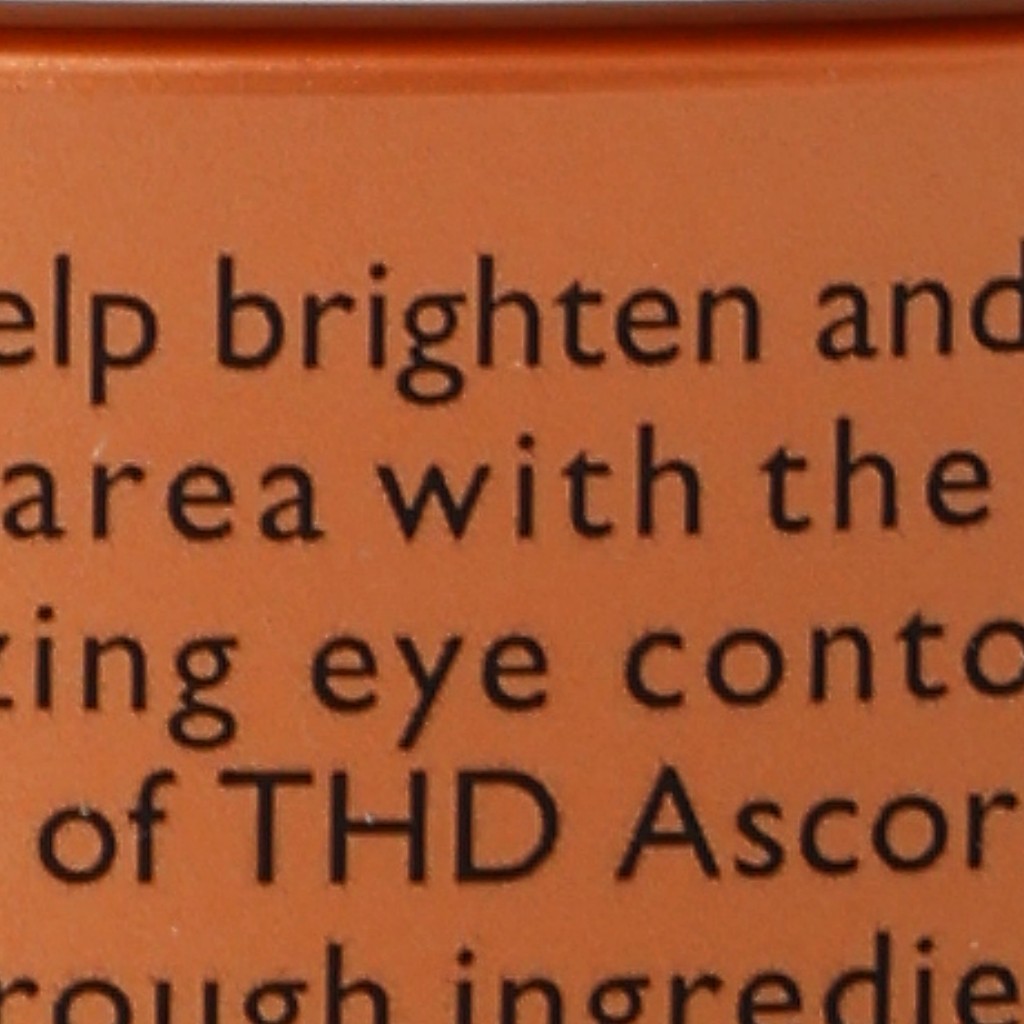 elp brighten and
area with the
zing eye conto
of THD Ascor
rough ingredie